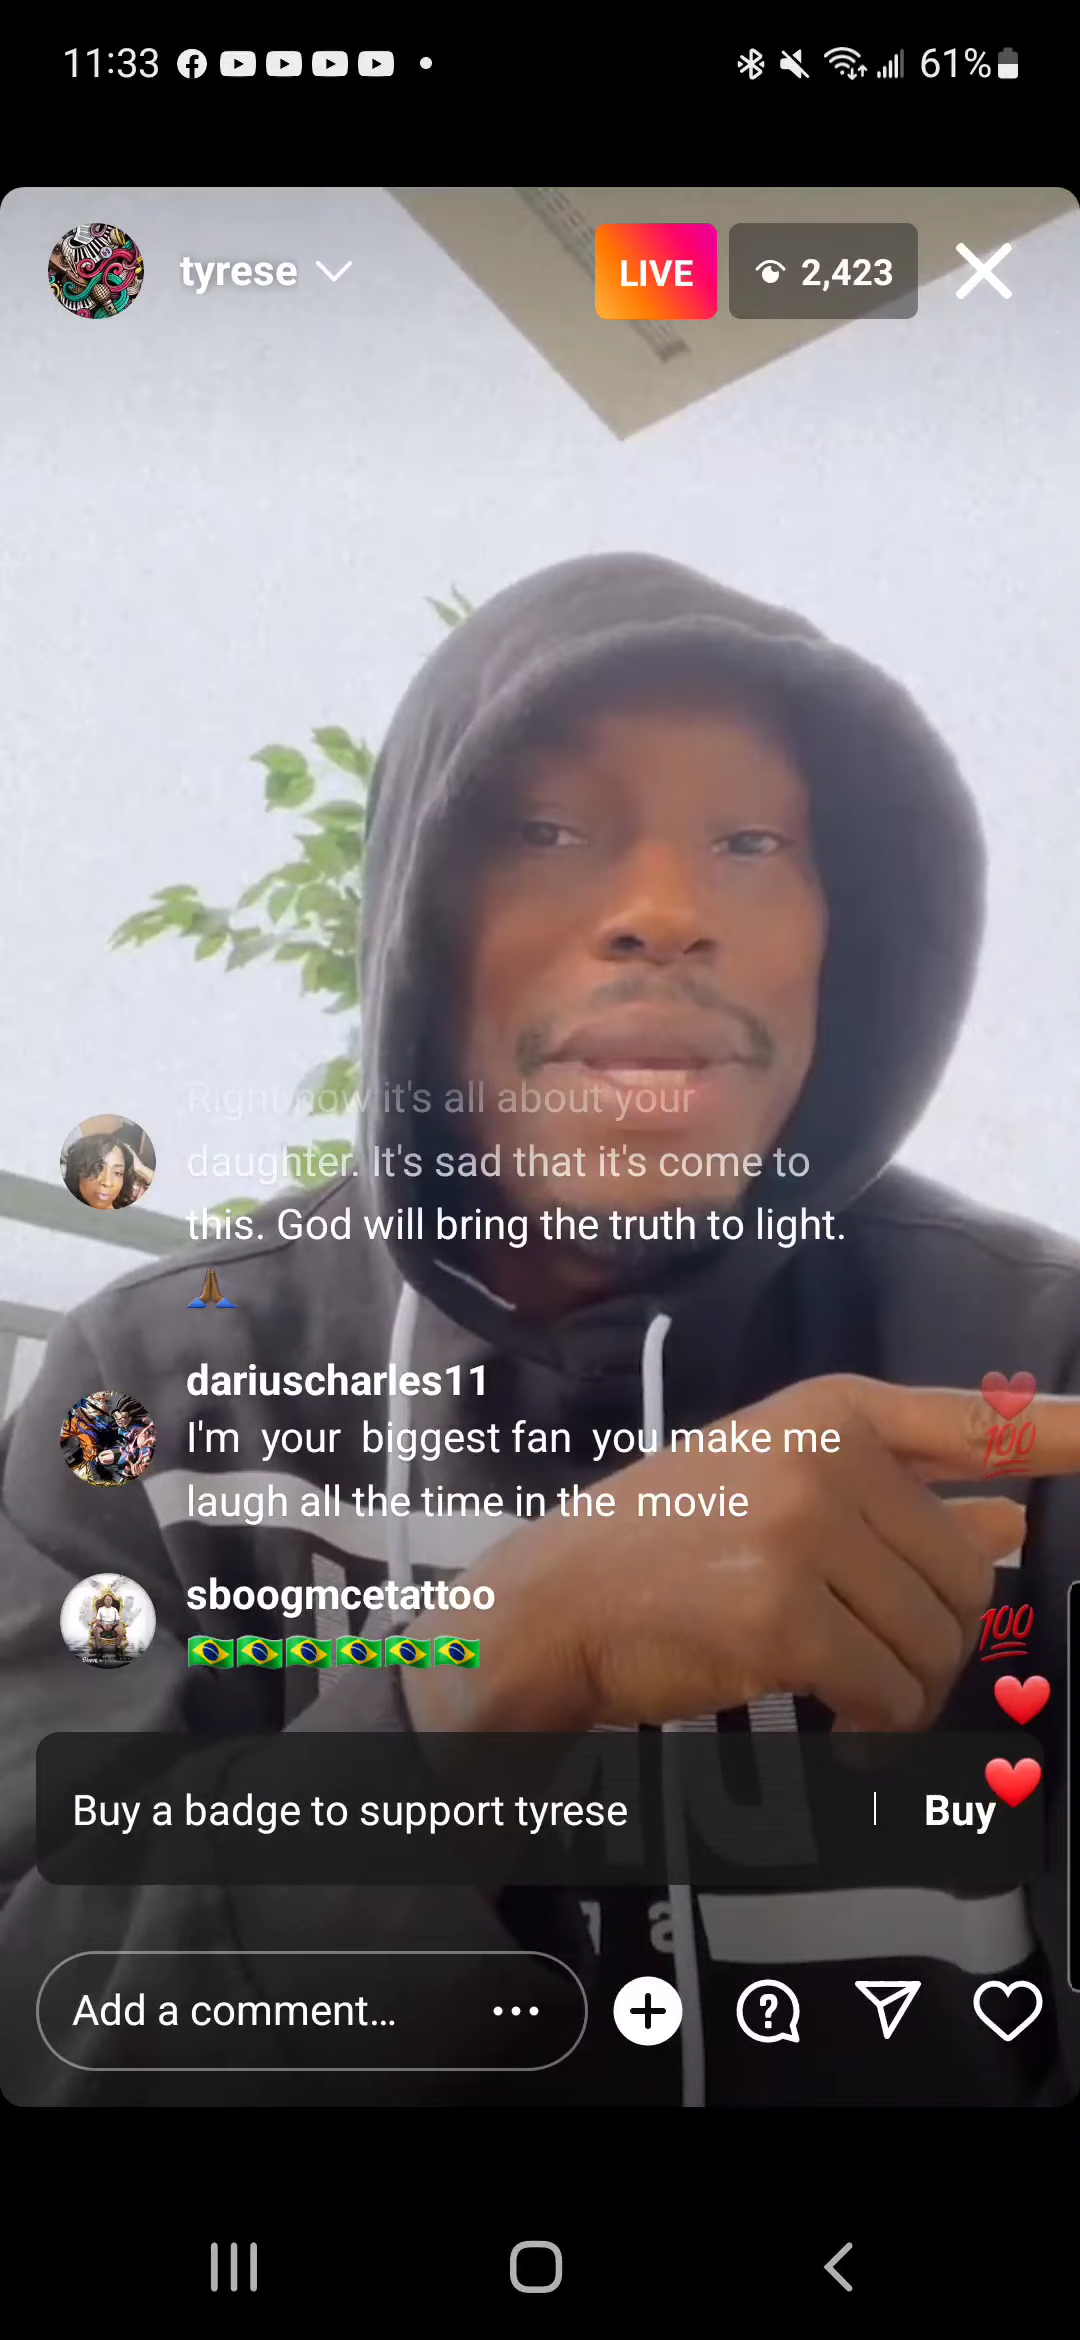 11:33 61%
tyrese LIVE 2,423
Right now it's all about your
daughter. It's sad that it's come to
this. God will bring the truth to light.
🙏🏾
dariuscharles11
I'm your biggest fan you make me
laugh all the time in the movie
💯
sboogmcetattoo
🇧🇷🇧🇷🇧🇷🇧🇷🇧🇷🇧🇷
💯
Buy a badge to support tyrese | Buy
Add a comment...